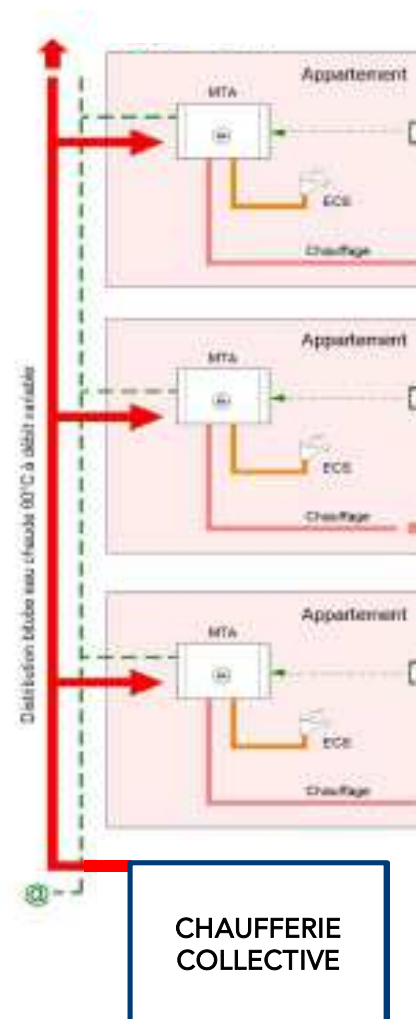 Appartement
MTA
ECS
Chauffage
Appartement
MTA
ECS
Chauffage
Distribution bitube eau chaude 60°C à débit variable
Appartement
MTA
ECS
Chauffage
@
CHAUFFERIE
COLLECTIVE